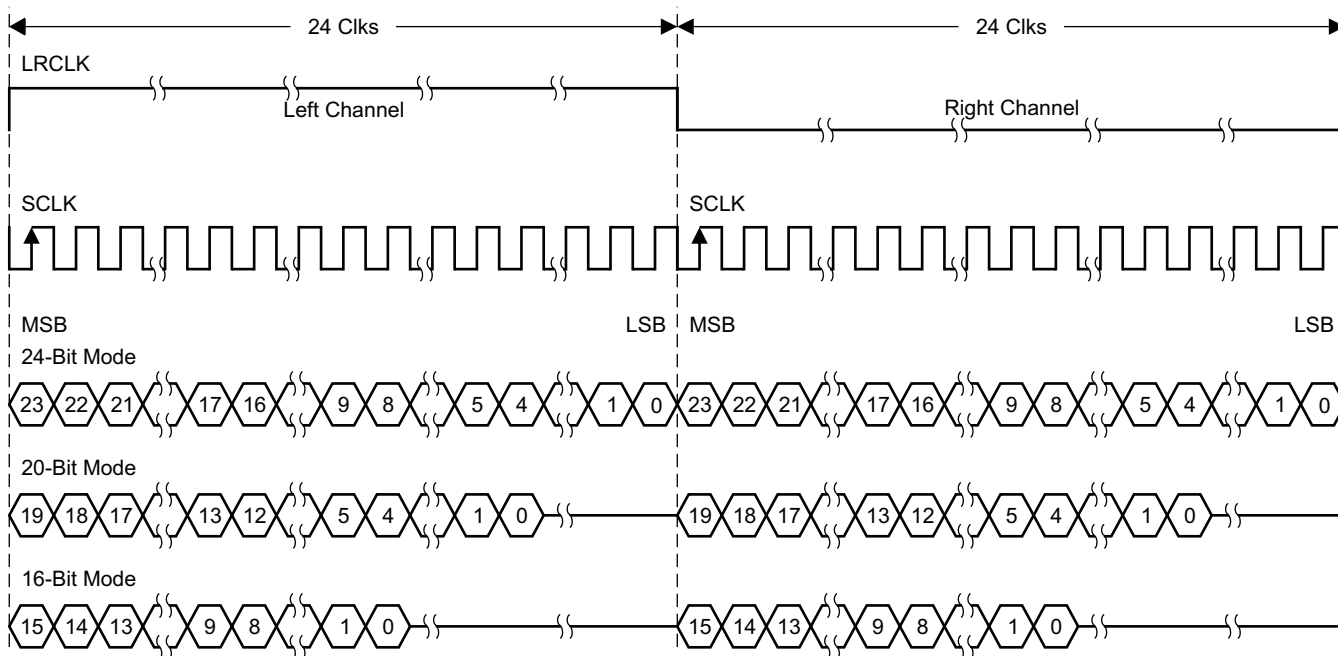 24 Clks 24 Clks
LRCLK
Left Channel Right Channel
SCLK SCLK
MSB LSB MSB LSB
24-Bit Mode
23 22 21 17 16 9 8 5 4 1 0 23 22 21 17 16 9 8 5 4 1 0
20-Bit Mode
19 18 17 13 12 5 4 1 0 19 18 17 13 12 5 4 1 0
16-Bit Mode
15 14 13 9 8 1 0 15 14 13 9 8 1 0